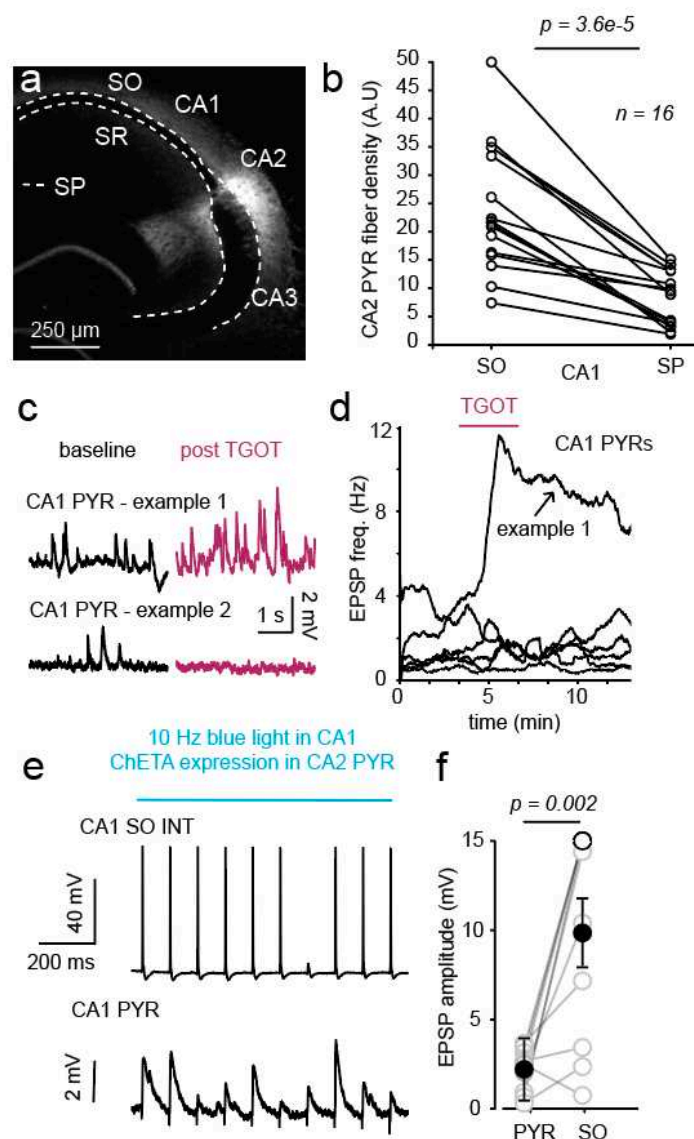 a
SO
CA1
SR
CA2
SP
CA3
250 µm
b
p = 3.6e-5
n = 16
CA2 PYR fiber density (A.U)
50
45
40
35
30
25
20
15
10
5
0
SO
CA1
SP
c
baseline
post TGOT
CA1 PYR - example 1
CA1 PYR - example 2
1 s
2 mV
d
TGOT
CA1 PYRs
example 1
EPSP freq. (Hz)
12
8
4
0
0
5
10
time (min)
e
10 Hz blue light in CA1
ChETA expression in CA2 PYR
CA1 SO INT
40 mV
200 ms
CA1 PYR
2 mV
f
p = 0.002
EPSP amplitude (mV)
15
10
5
0
PYR
SO